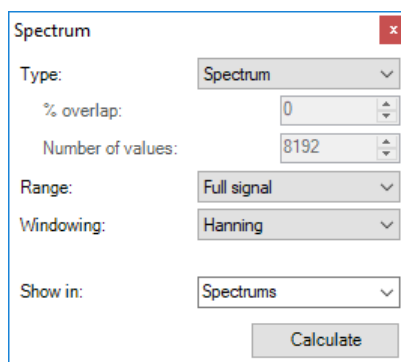 Spectrum x
Type: Spectrum
% overlap: 0
Number of values: 8192
Range: Full signal
Windowing: Hanning
Show in: Spectrums
Calculate